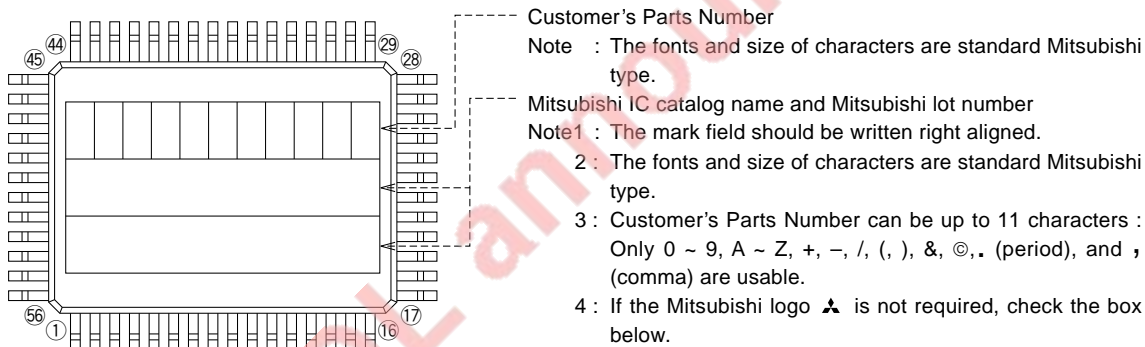 44
45
29
28
56
1
16
17
Customer's Parts Number
Note : The fonts and size of characters are standard Mitsubishi
type.
Mitsubishi IC catalog name and Mitsubishi lot number
Note1 : The mark field should be written right aligned.
2 : The fonts and size of characters are standard Mitsubishi
type.
3 : Customer's Parts Number can be up to 11 characters :
Only 0 ~ 9, A ~ Z, +, –, /, (, ), &, ©, . (period), and ,
(comma) are usable.
4 : If the Mitsubishi logo is not required, check the box
below.
OL announ